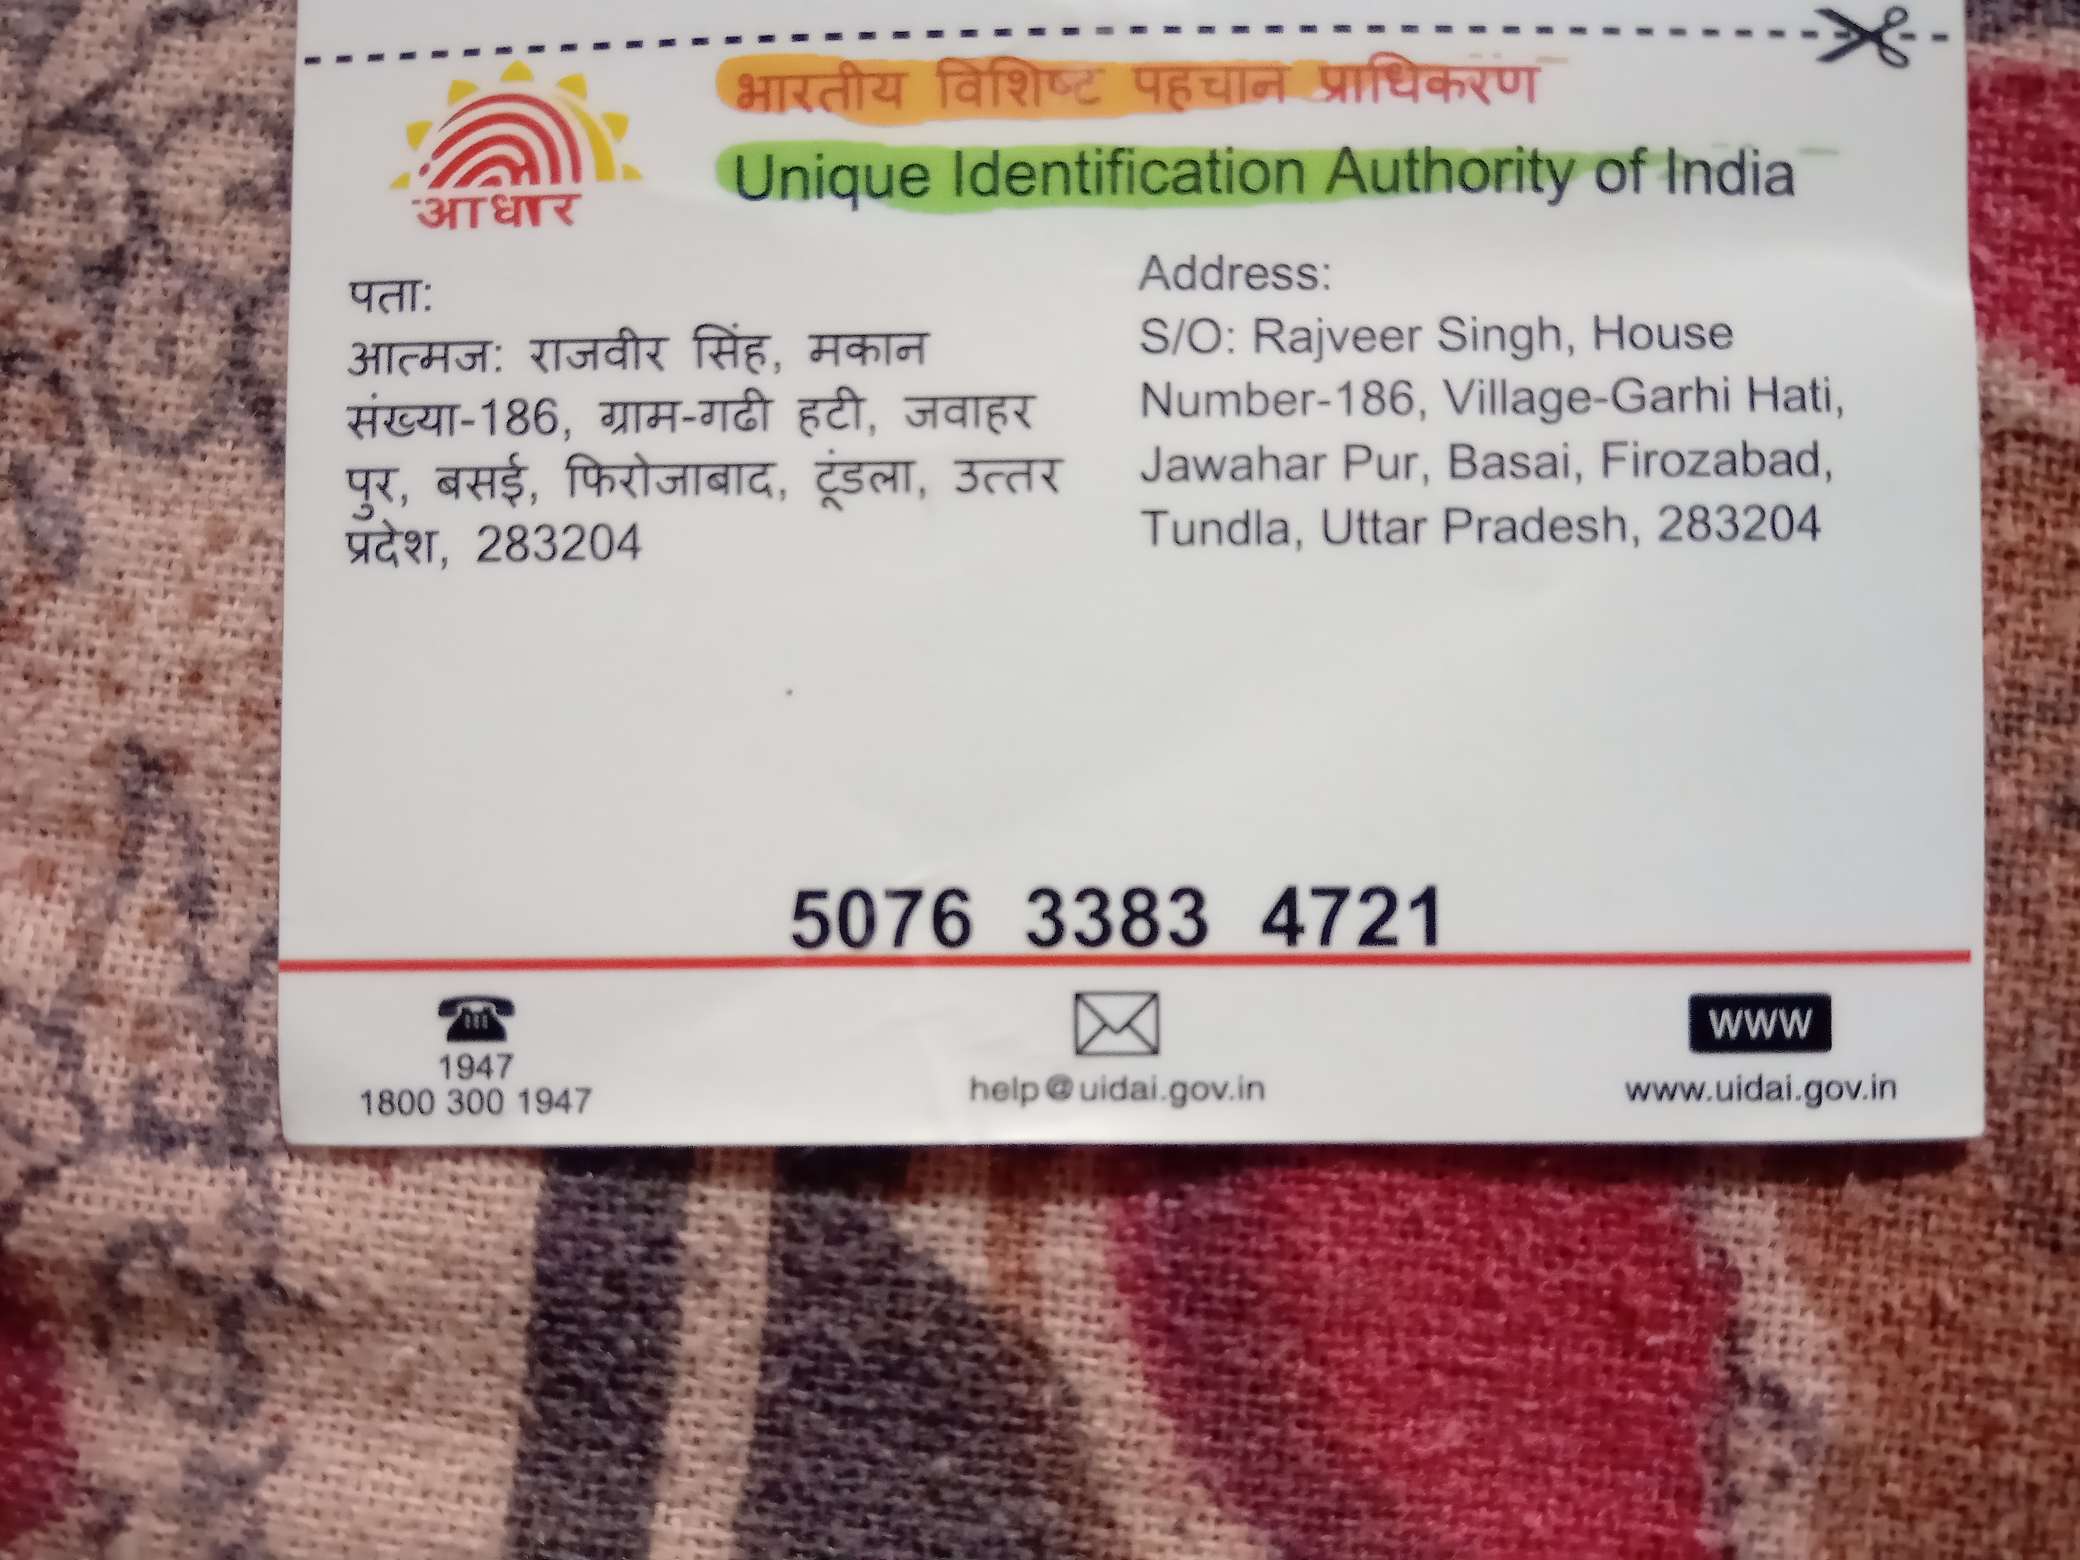 भारतीय विशिष्ट पहचान प्राधिकरण
Unique Identification Authority of India
आधार
पता:
आत्मज: राजवीर सिंह, मकान
संख्या-186, ग्राम-गढी हटी, जवाहर
पुर, बसई, फिरोजाबाद, टूंडला, उत्तर
प्रदेश, 283204
Address:
S/O: Rajveer Singh, House
Number-186, Village-Garhi Hati,
Jawahar Pur, Basai, Firozabad,
Tundla, Uttar Pradesh, 283204
5076 3383 4721
1947
1800 300 1947
help@uidai.gov.in
WWW
www.uidai.gov.in